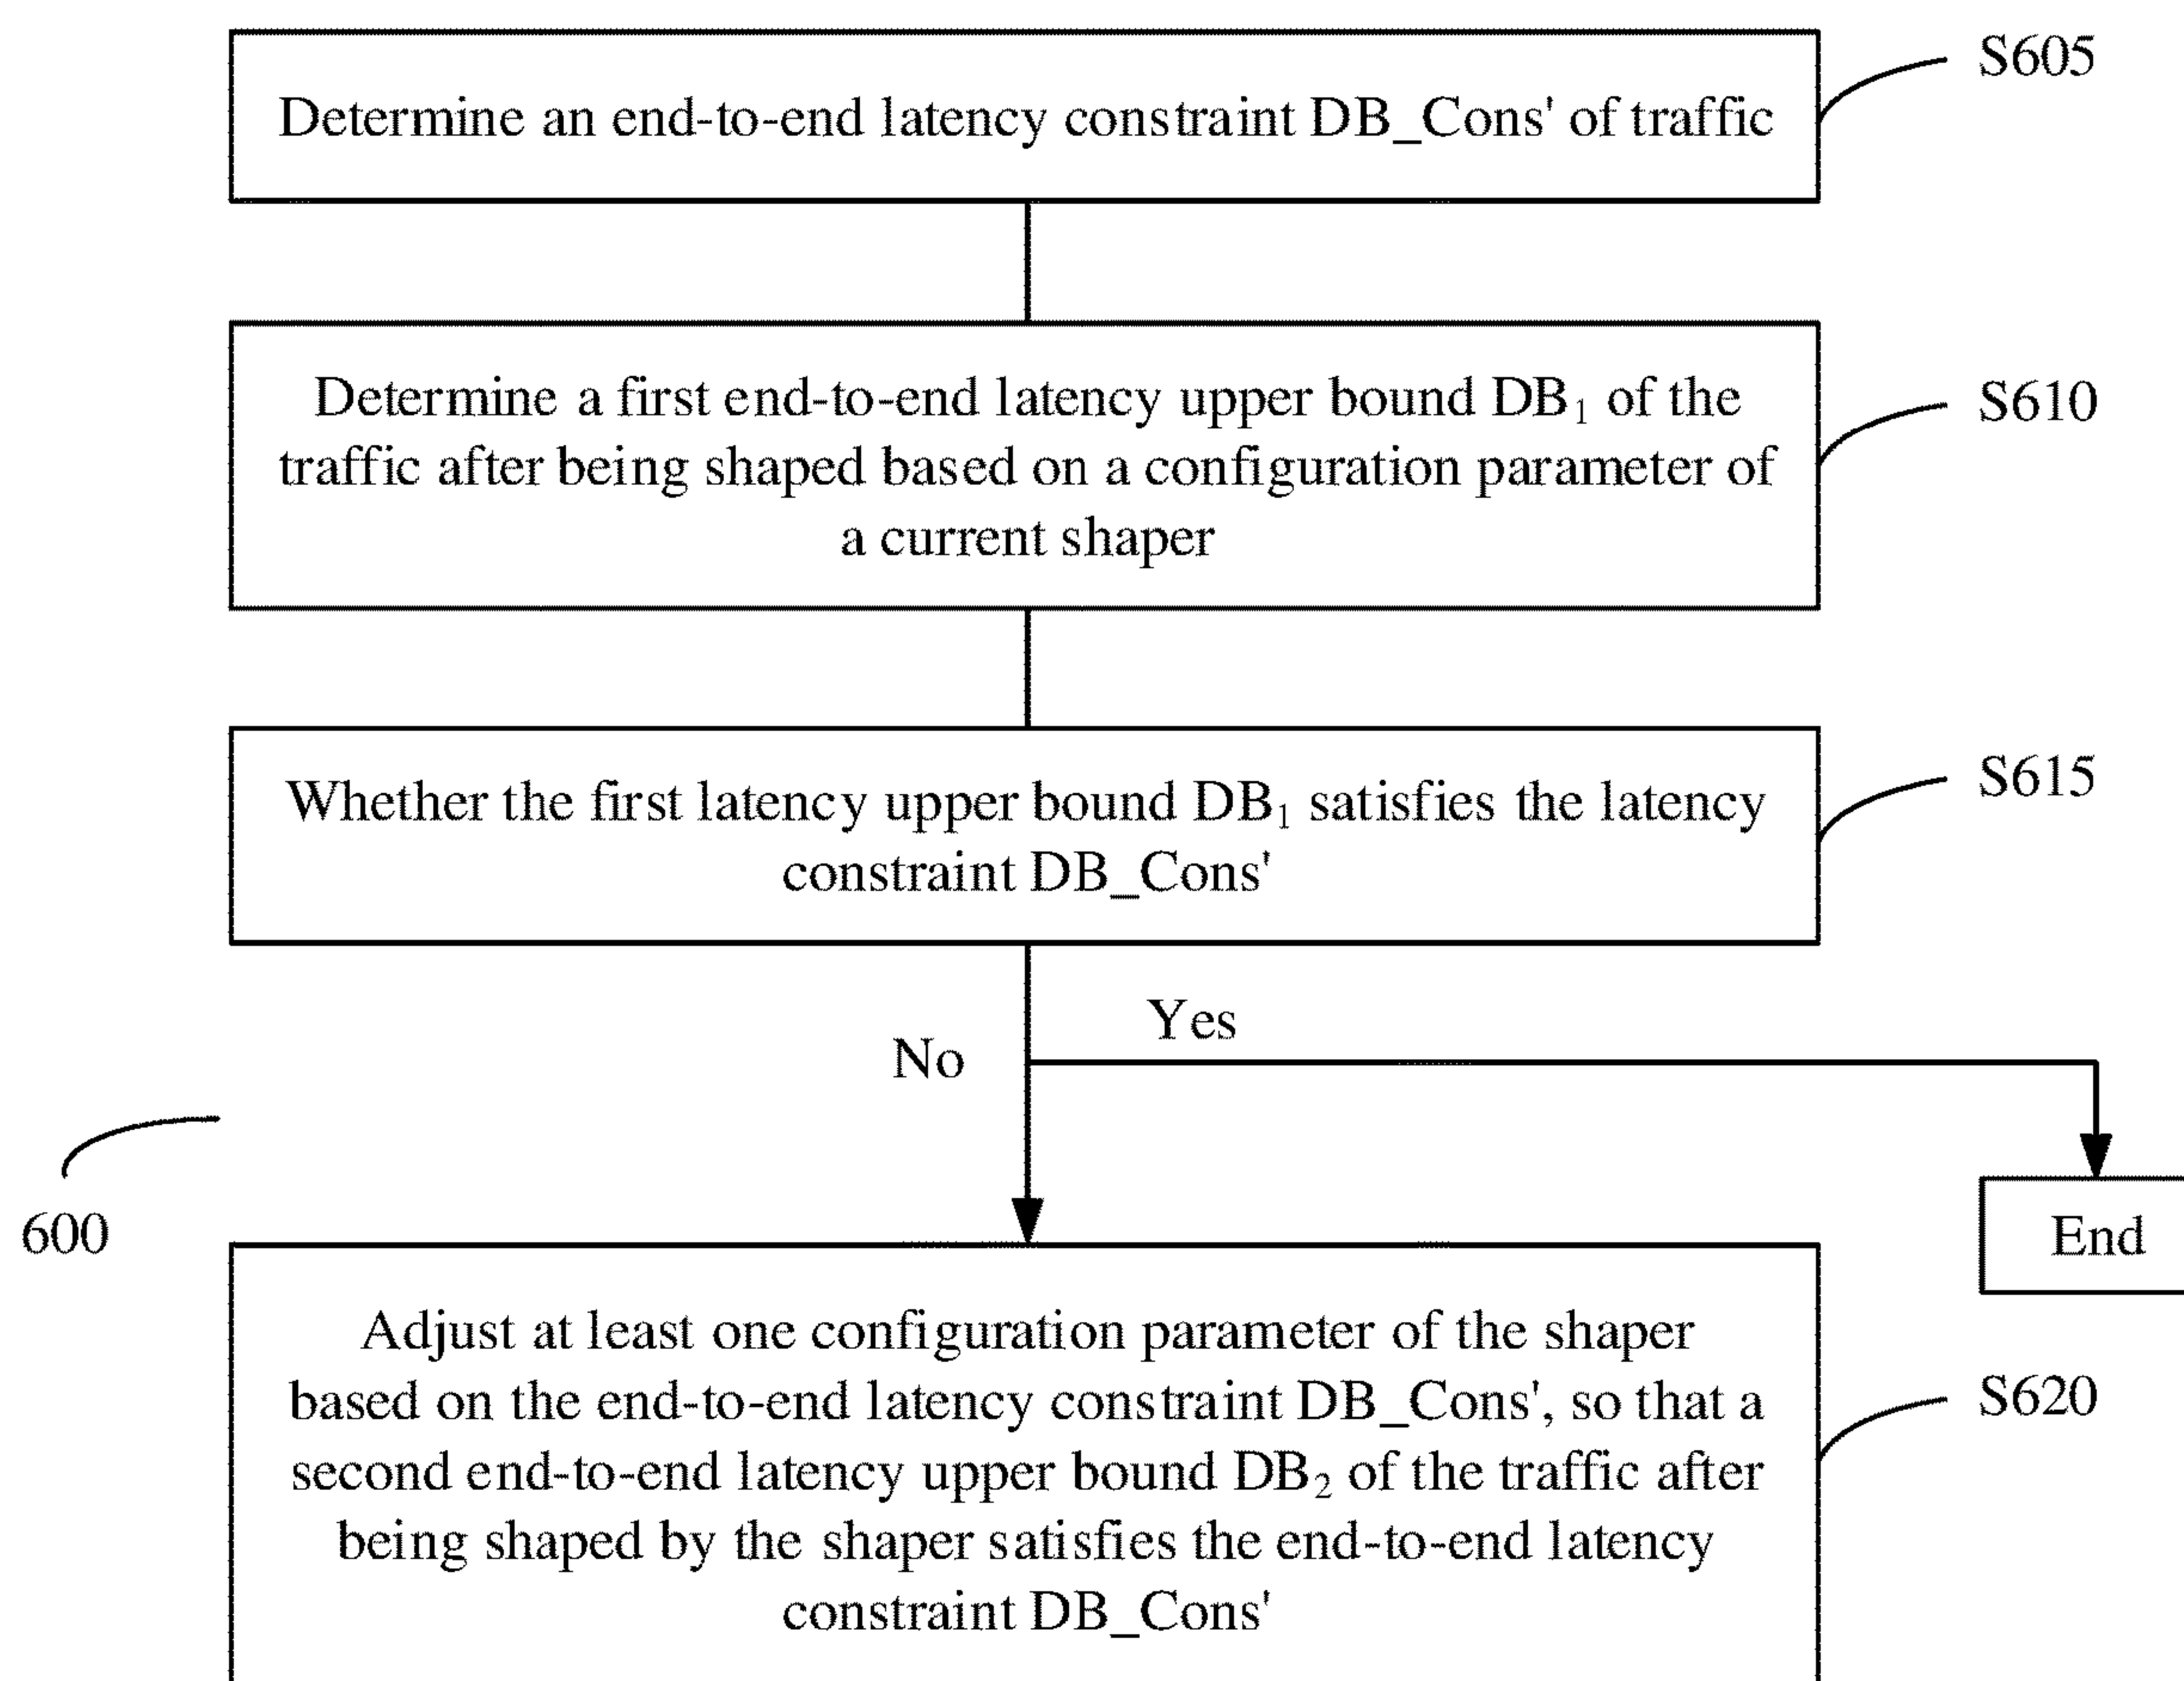 Determine an end-to-end latency constraint DB_Cons' of traffic
S605
Determine a first end-to-end latency upper bound DB₁ of the
traffic after being shaped based on a configuration parameter of
a current shaper
S610
Whether the first latency upper bound DB₁ satisfies the latency
constraint DB_Cons'
S615
Yes
No
600
End
Adjust at least one configuration parameter of the shaper
based on the end-to-end latency constraint DB_Cons', so that a
second end-to-end latency upper bound DB₂ of the traffic after
being shaped by the shaper satisfies the end-to-end latency
constraint DB_Cons'
S620